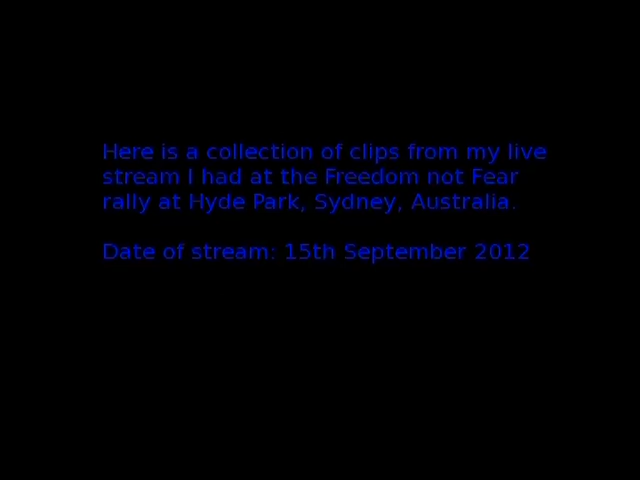 Here is a collection of clips from my live
stream I had at the Freedom not Fear
rally at Hyde Park, Sydney, Australia.
Date of stream: 15th September 2012